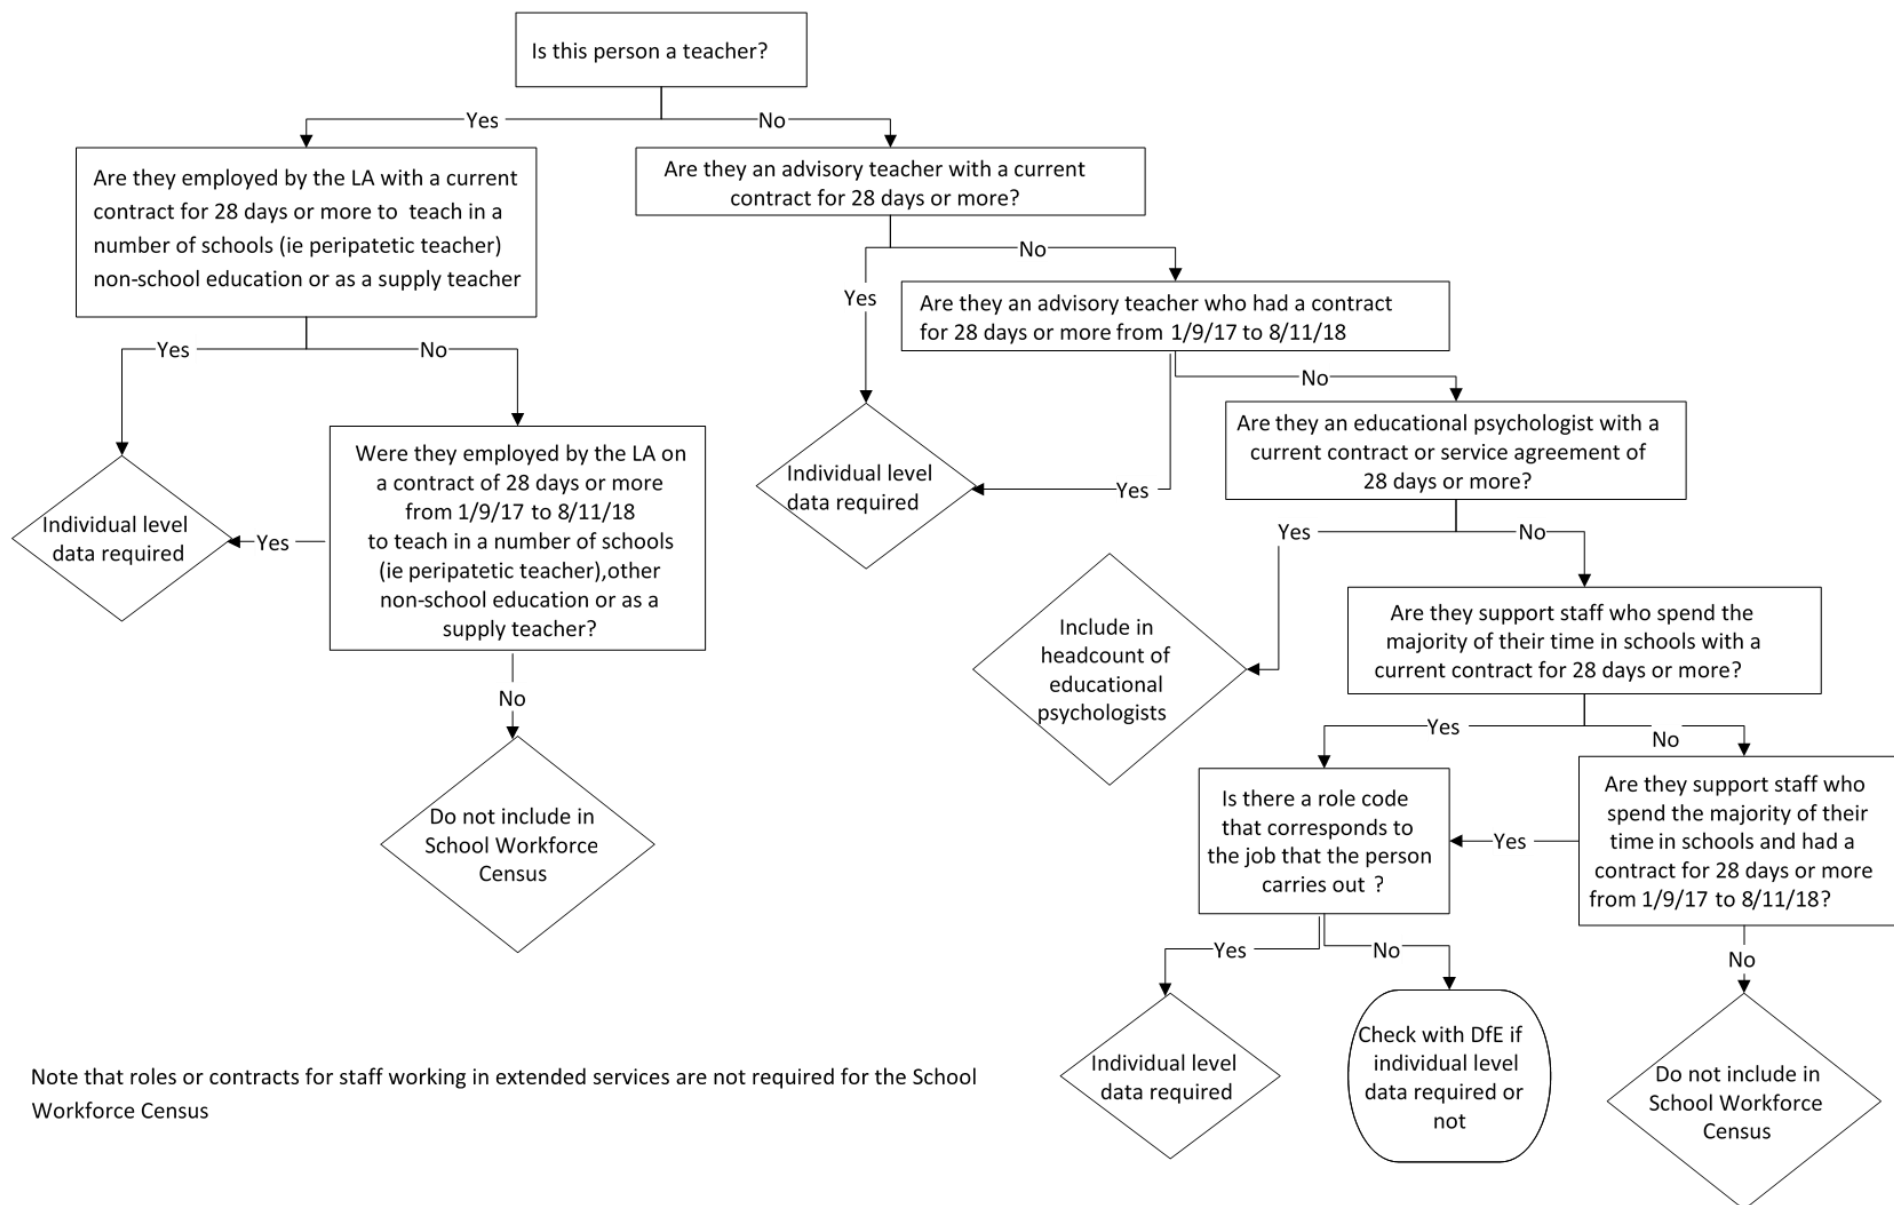 Is this person a teacher?
Yes
No
Are they employed by the LA with a current
contract for 28 days or more to teach in a
number of schools (ie peripatetic teacher)
non-school education or as a supply teacher
Are they an advisory teacher with a current
contract for 28 days or more?
No
Yes
Are they an advisory teacher who had a contract
for 28 days or more from 1/9/17 to 8/11/18
Yes
No
No
Are they an educational psychologist with a
current contract or service agreement of
28 days or more?
Were they employed by the LA on
a contract of 28 days or more
from 1/9/17 to 8/11/18
to teach in a number of schools
(ie peripatetic teacher),other
non-school education or as a
supply teacher?
Individual level
data required
Yes
Individual level
data required
Yes
Yes
No
Include in
headcount of
educational
psychologists
Are they support staff who spend the
majority of their time in schools with a
current contract for 28 days or more?
No
Yes
No
Do not include in
School Workforce
Census
Is there a role code
that corresponds to
the job that the person
carries out ?
Yes
Are they support staff who
spend the majority of their
time in schools and had a
contract for 28 days or more
from 1/9/17 to 8/11/18?
Yes
No
No
Individual level
data required
Check with DfE if
individual level
data required or
not
Do not include in
School Workforce
Census
Note that roles or contracts for staff working in extended services are not required for the School
Workforce Census